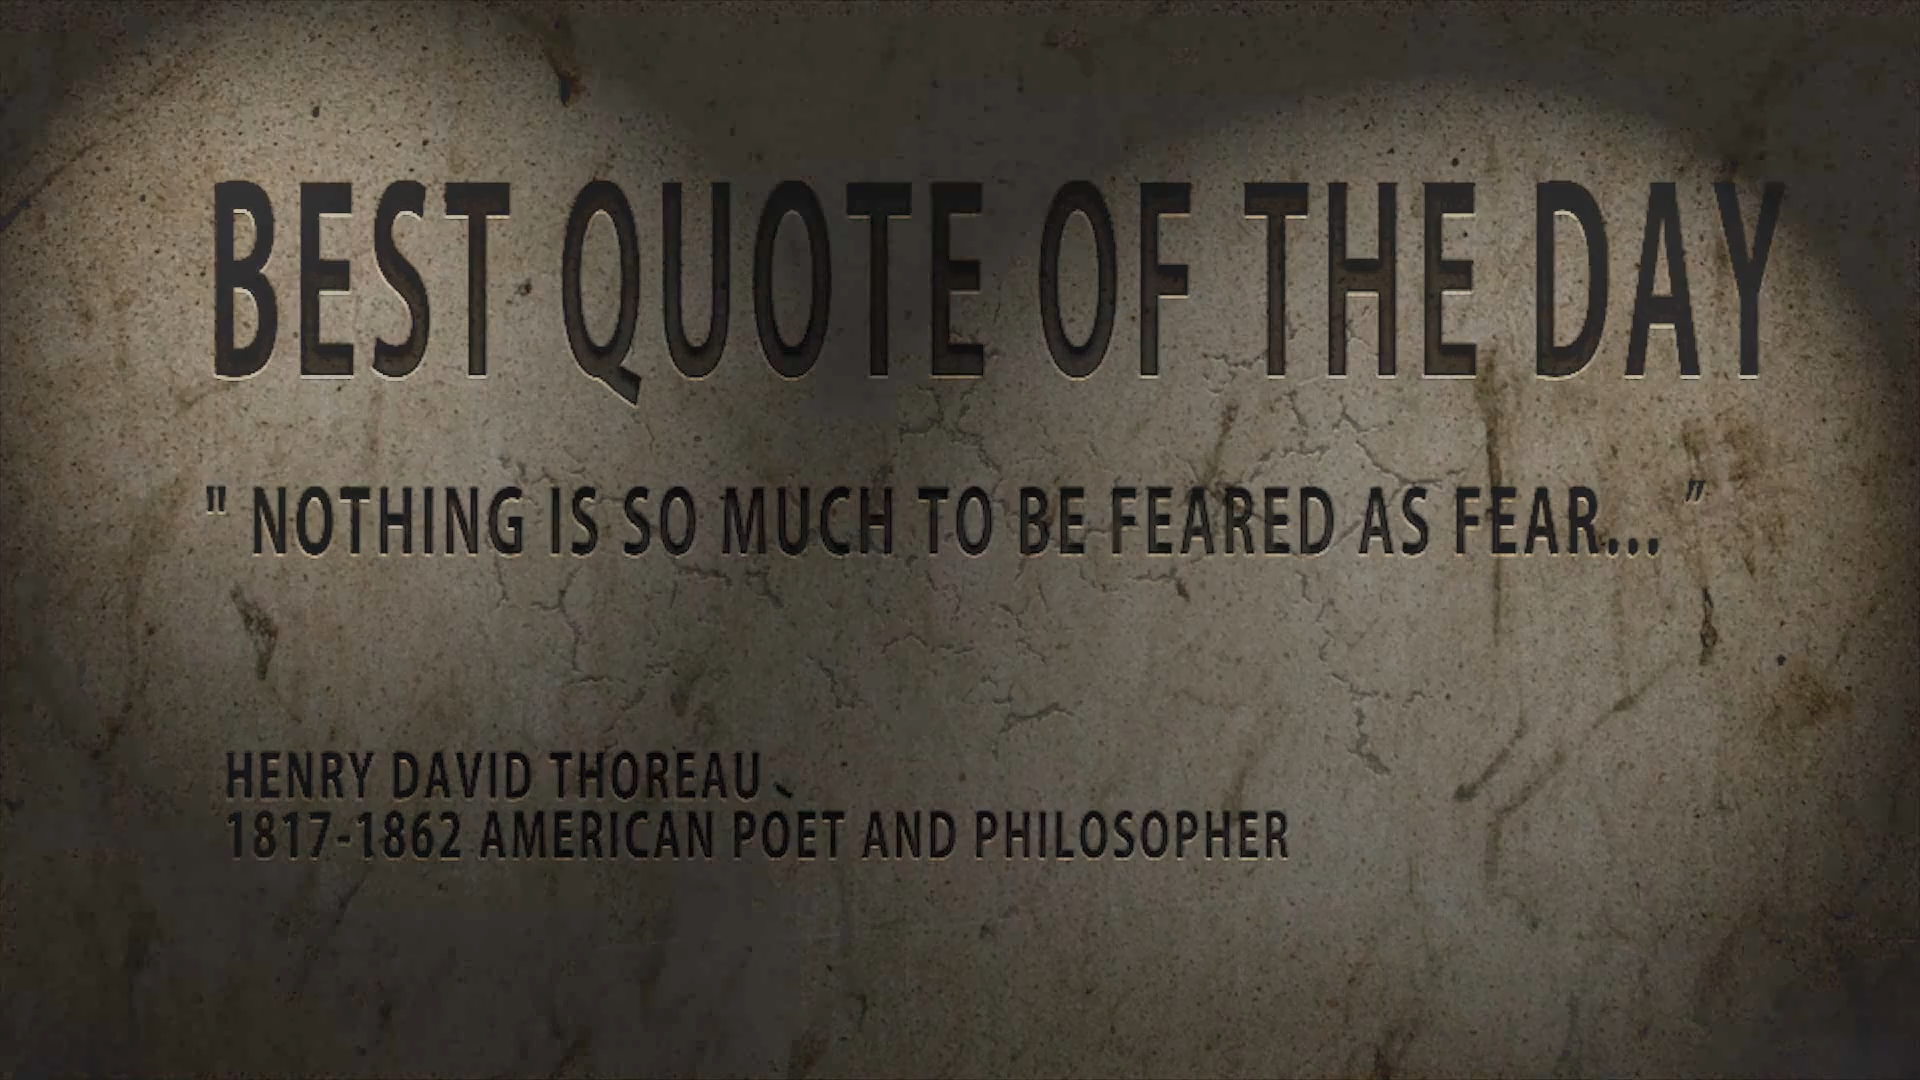 BEST QUOTE OF THE DAY
" NOTHING IS SO MUCH TO BE FEARED AS FEAR... "
HENRY DAVID THOREAU
1817-1862 AMERICAN POÈT AND PHILOSOPHER